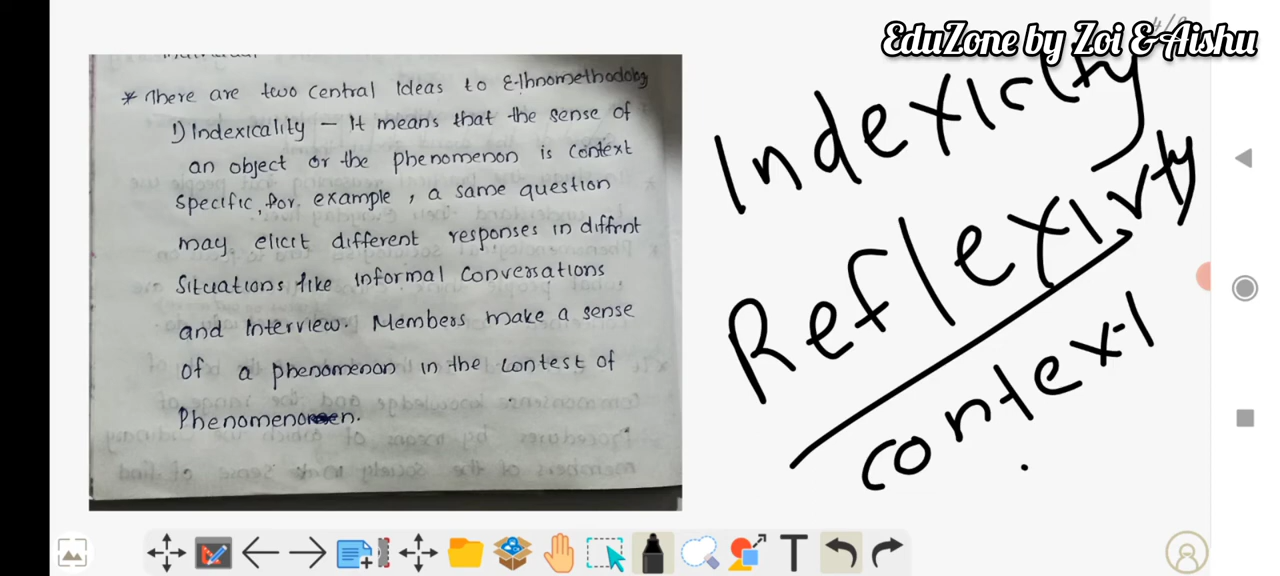 EduZone by Zoi & Aishu
* There are two central ideas to Ethnomethodology
1) Indexicality – It means that the sense of
an object or the phenomenon is context
specific, for example, a same question
may elicit different responses in diffrnt
situations like informal conversations
and interview. Members make a sense
of a phenomenon in the contest of
Phenomenon.
Indexicity
Reflexivity
context